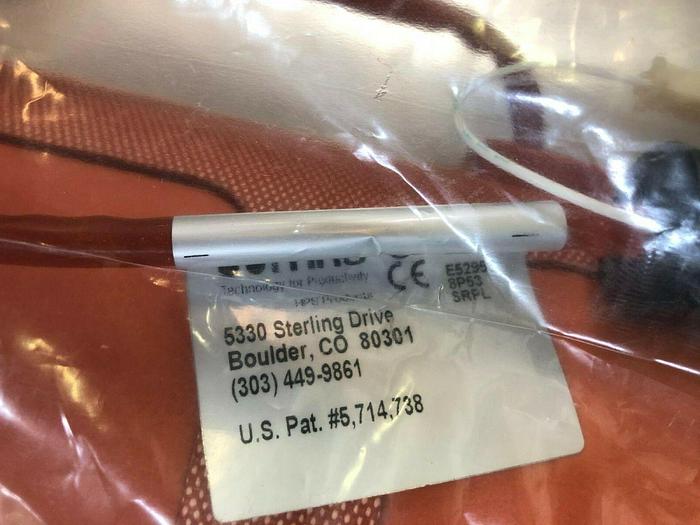 Technology for Productivity
HPS Products
5330 Sterling Drive
Boulder, CO 80301
(303) 449-9861
U.S. Pat. #5,714,738
CE
E5295
8P53
SRPL